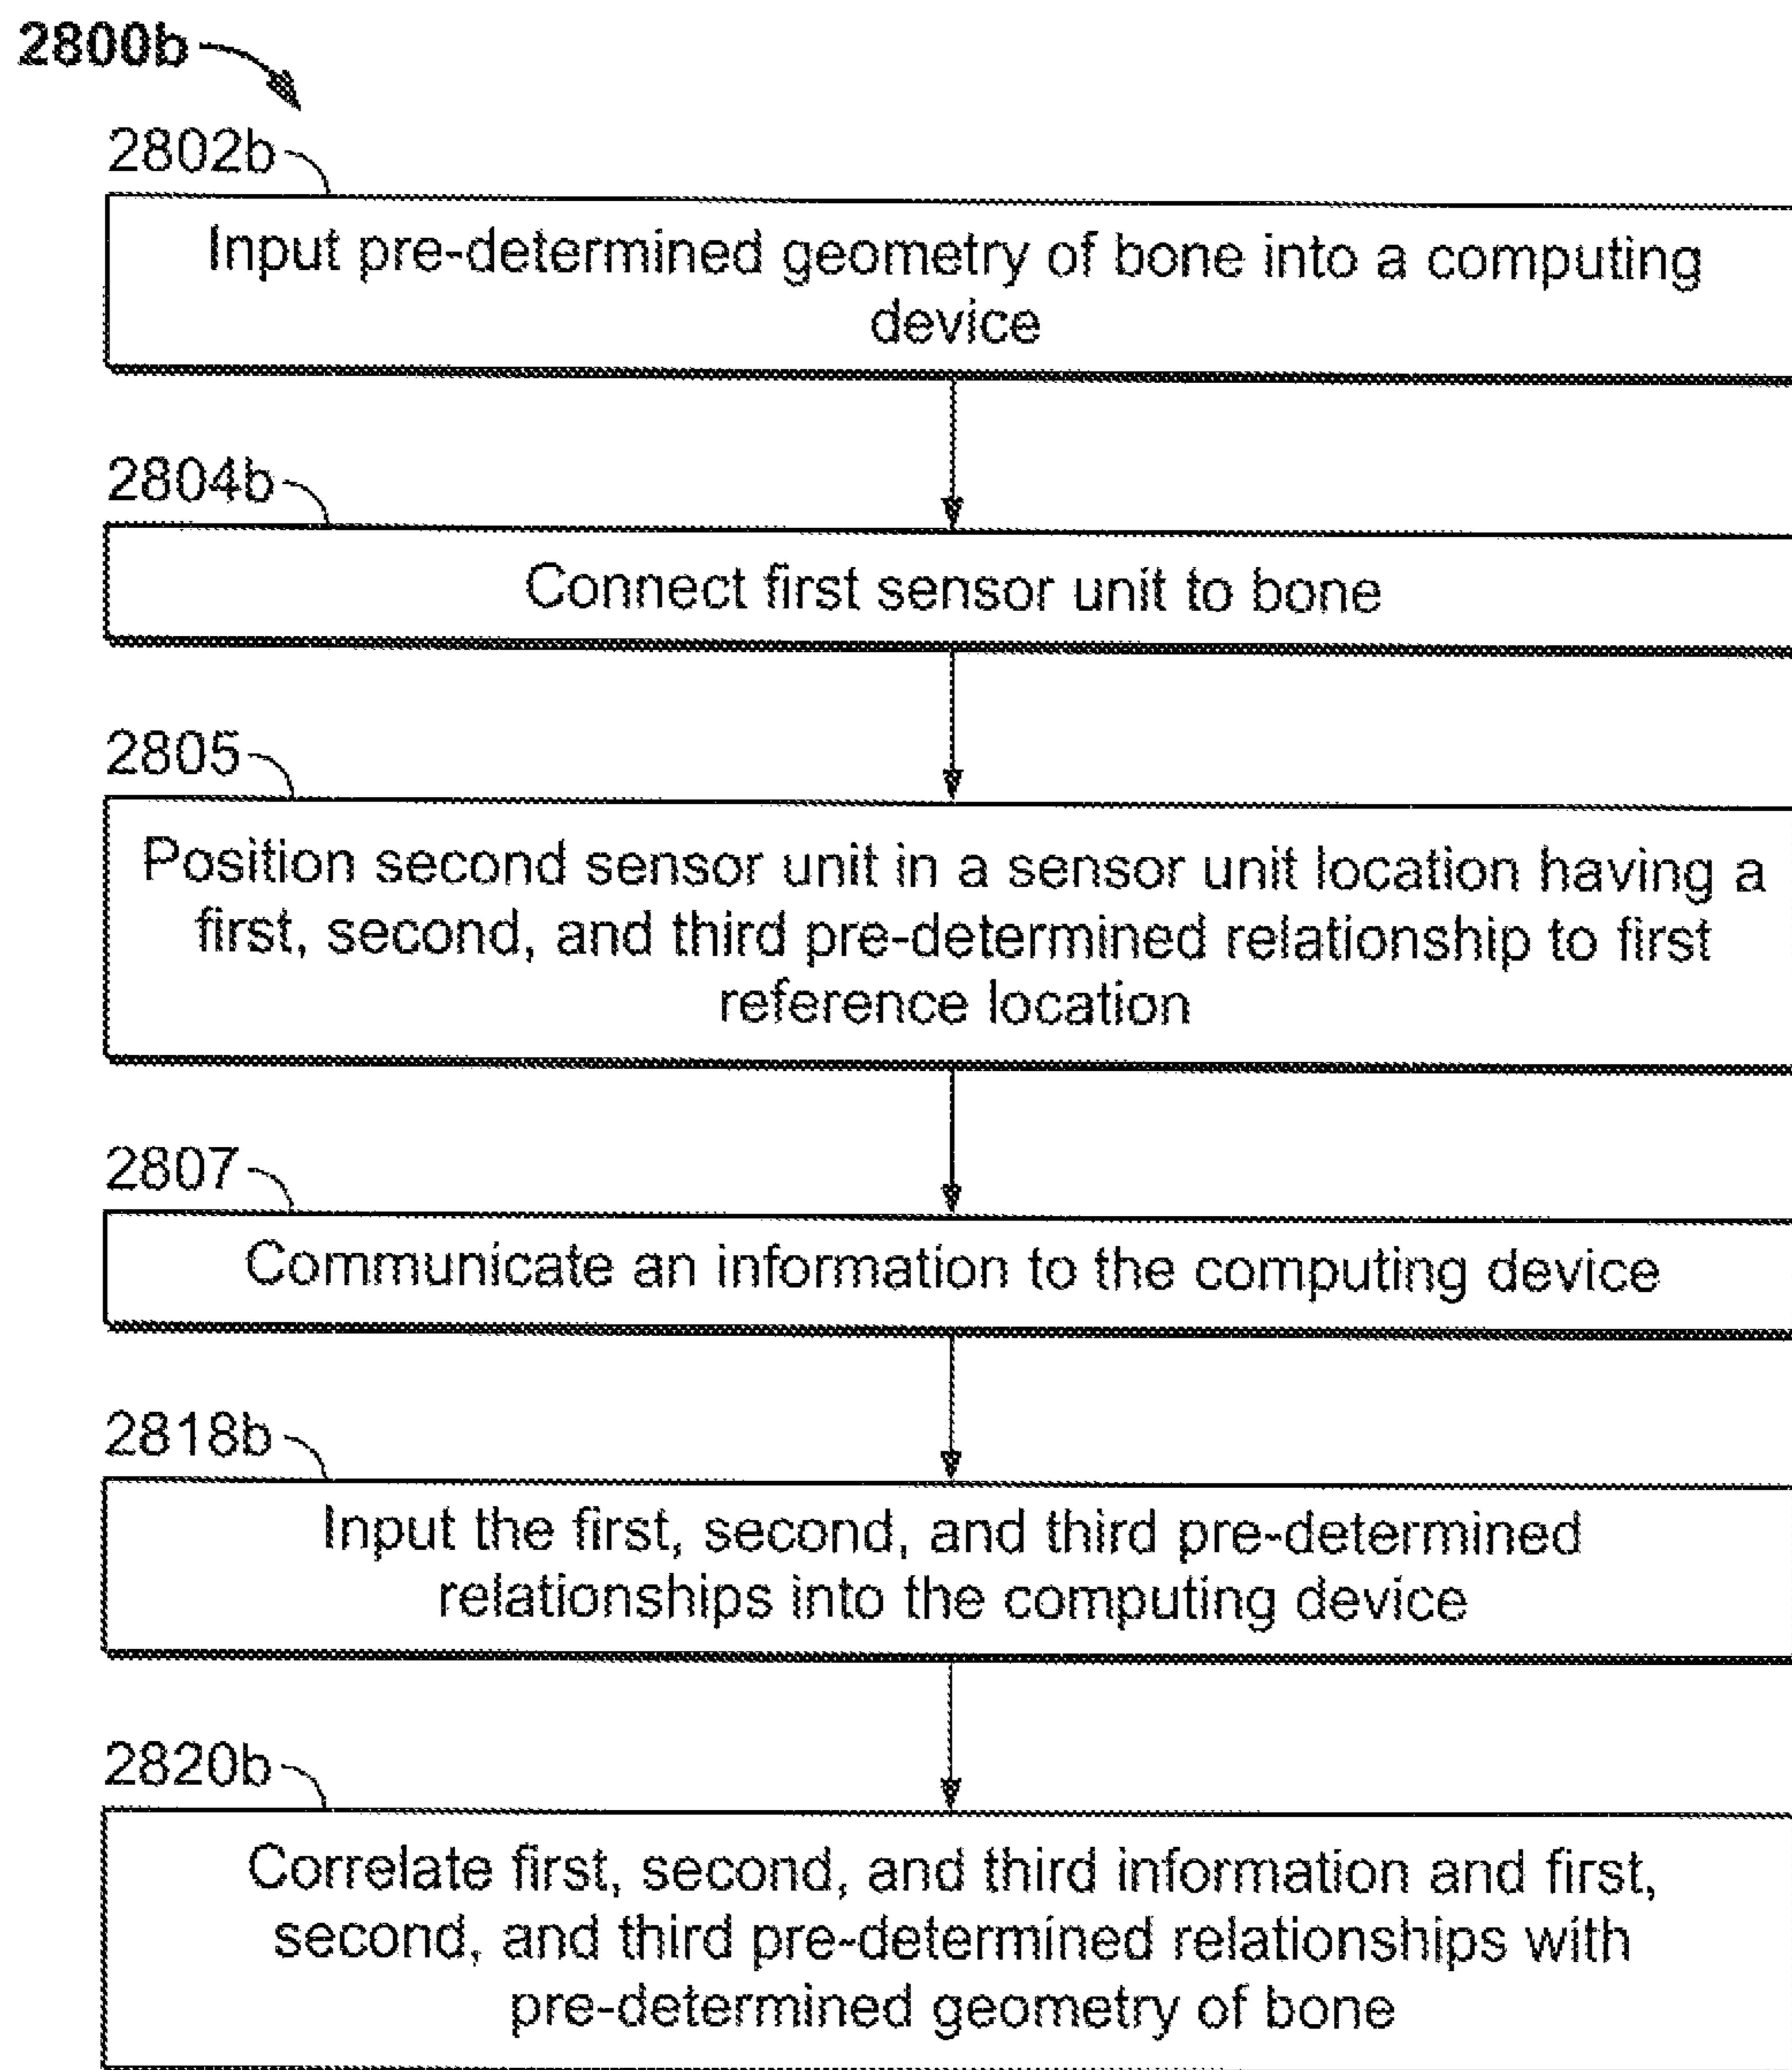 2800b
2802b
Input pre-determined geometry of bone into a computing
device
2804b
Connect first sensor unit to bone
2805
Position second sensor unit in a sensor unit location having a
first, second, and third pre-determined relationship to first
reference location
2807
Communicate an information to the computing device
2818b
Input the first, second, and third pre-determined
relationships into the computing device
2820b
Correlate first, second, and third information and first,
second, and third pre-determined relationships with
pre-determined geometry of bone